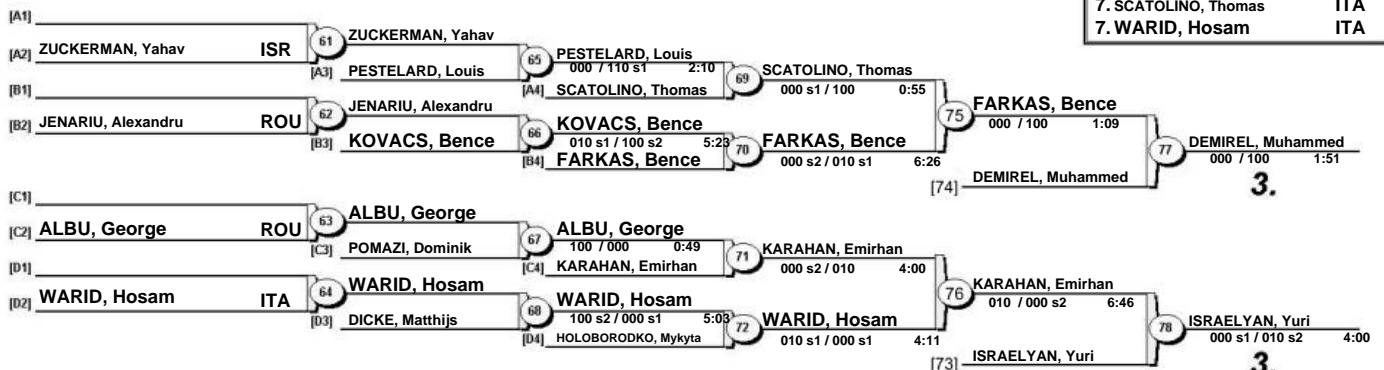 7. SCATOLINO, Thomas ITA
7. WARID, Hosam ITA
[A1]
[A2] ZUCKERMAN, Yahav ISR
61 ZUCKERMAN, Yahav
[A3] PESTELARD, Louis
65 PESTELARD, Louis
000 / 110 s1 2:10
[A4] SCATOLINO, Thomas
69 SCATOLINO, Thomas
000 s1 / 100 0:55
[B1]
[B2] JENARIU, Alexandru ROU
62 JENARIU, Alexandru
[B3] KOVACS, Bence
66 KOVACS, Bence
010 s1 / 100 s2 5:23
[B4] FARKAS, Bence
70 FARKAS, Bence
000 s2 / 010 s1 6:26
75 FARKAS, Bence
000 / 100 1:09
[74] DEMIREL, Muhammed
77 DEMIREL, Muhammed
000 / 100 1:51
3.
[C1]
[C2] ALBU, George ROU
63 ALBU, George
[C3] POMAZI, Dominik
67 ALBU, George
100 / 000 0:49
[C4] KARAHAN, Emirhan
71 KARAHAN, Emirhan
000 s2 / 010 4:00
[D1]
[D2] WARID, Hosam ITA
64 WARID, Hosam
[D3] DICKE, Matthijs
68 WARID, Hosam
100 s2 / 000 s1 5:03
[D4] HOLOBORODKO, Mykyta
72 WARID, Hosam
010 s1 / 000 s1 4:11
76 KARAHAN, Emirhan
010 / 000 s2 6:46
[73] ISRAELYAN, Yuri
78 ISRAELYAN, Yuri
000 s1 / 010 s2 4:00
3.